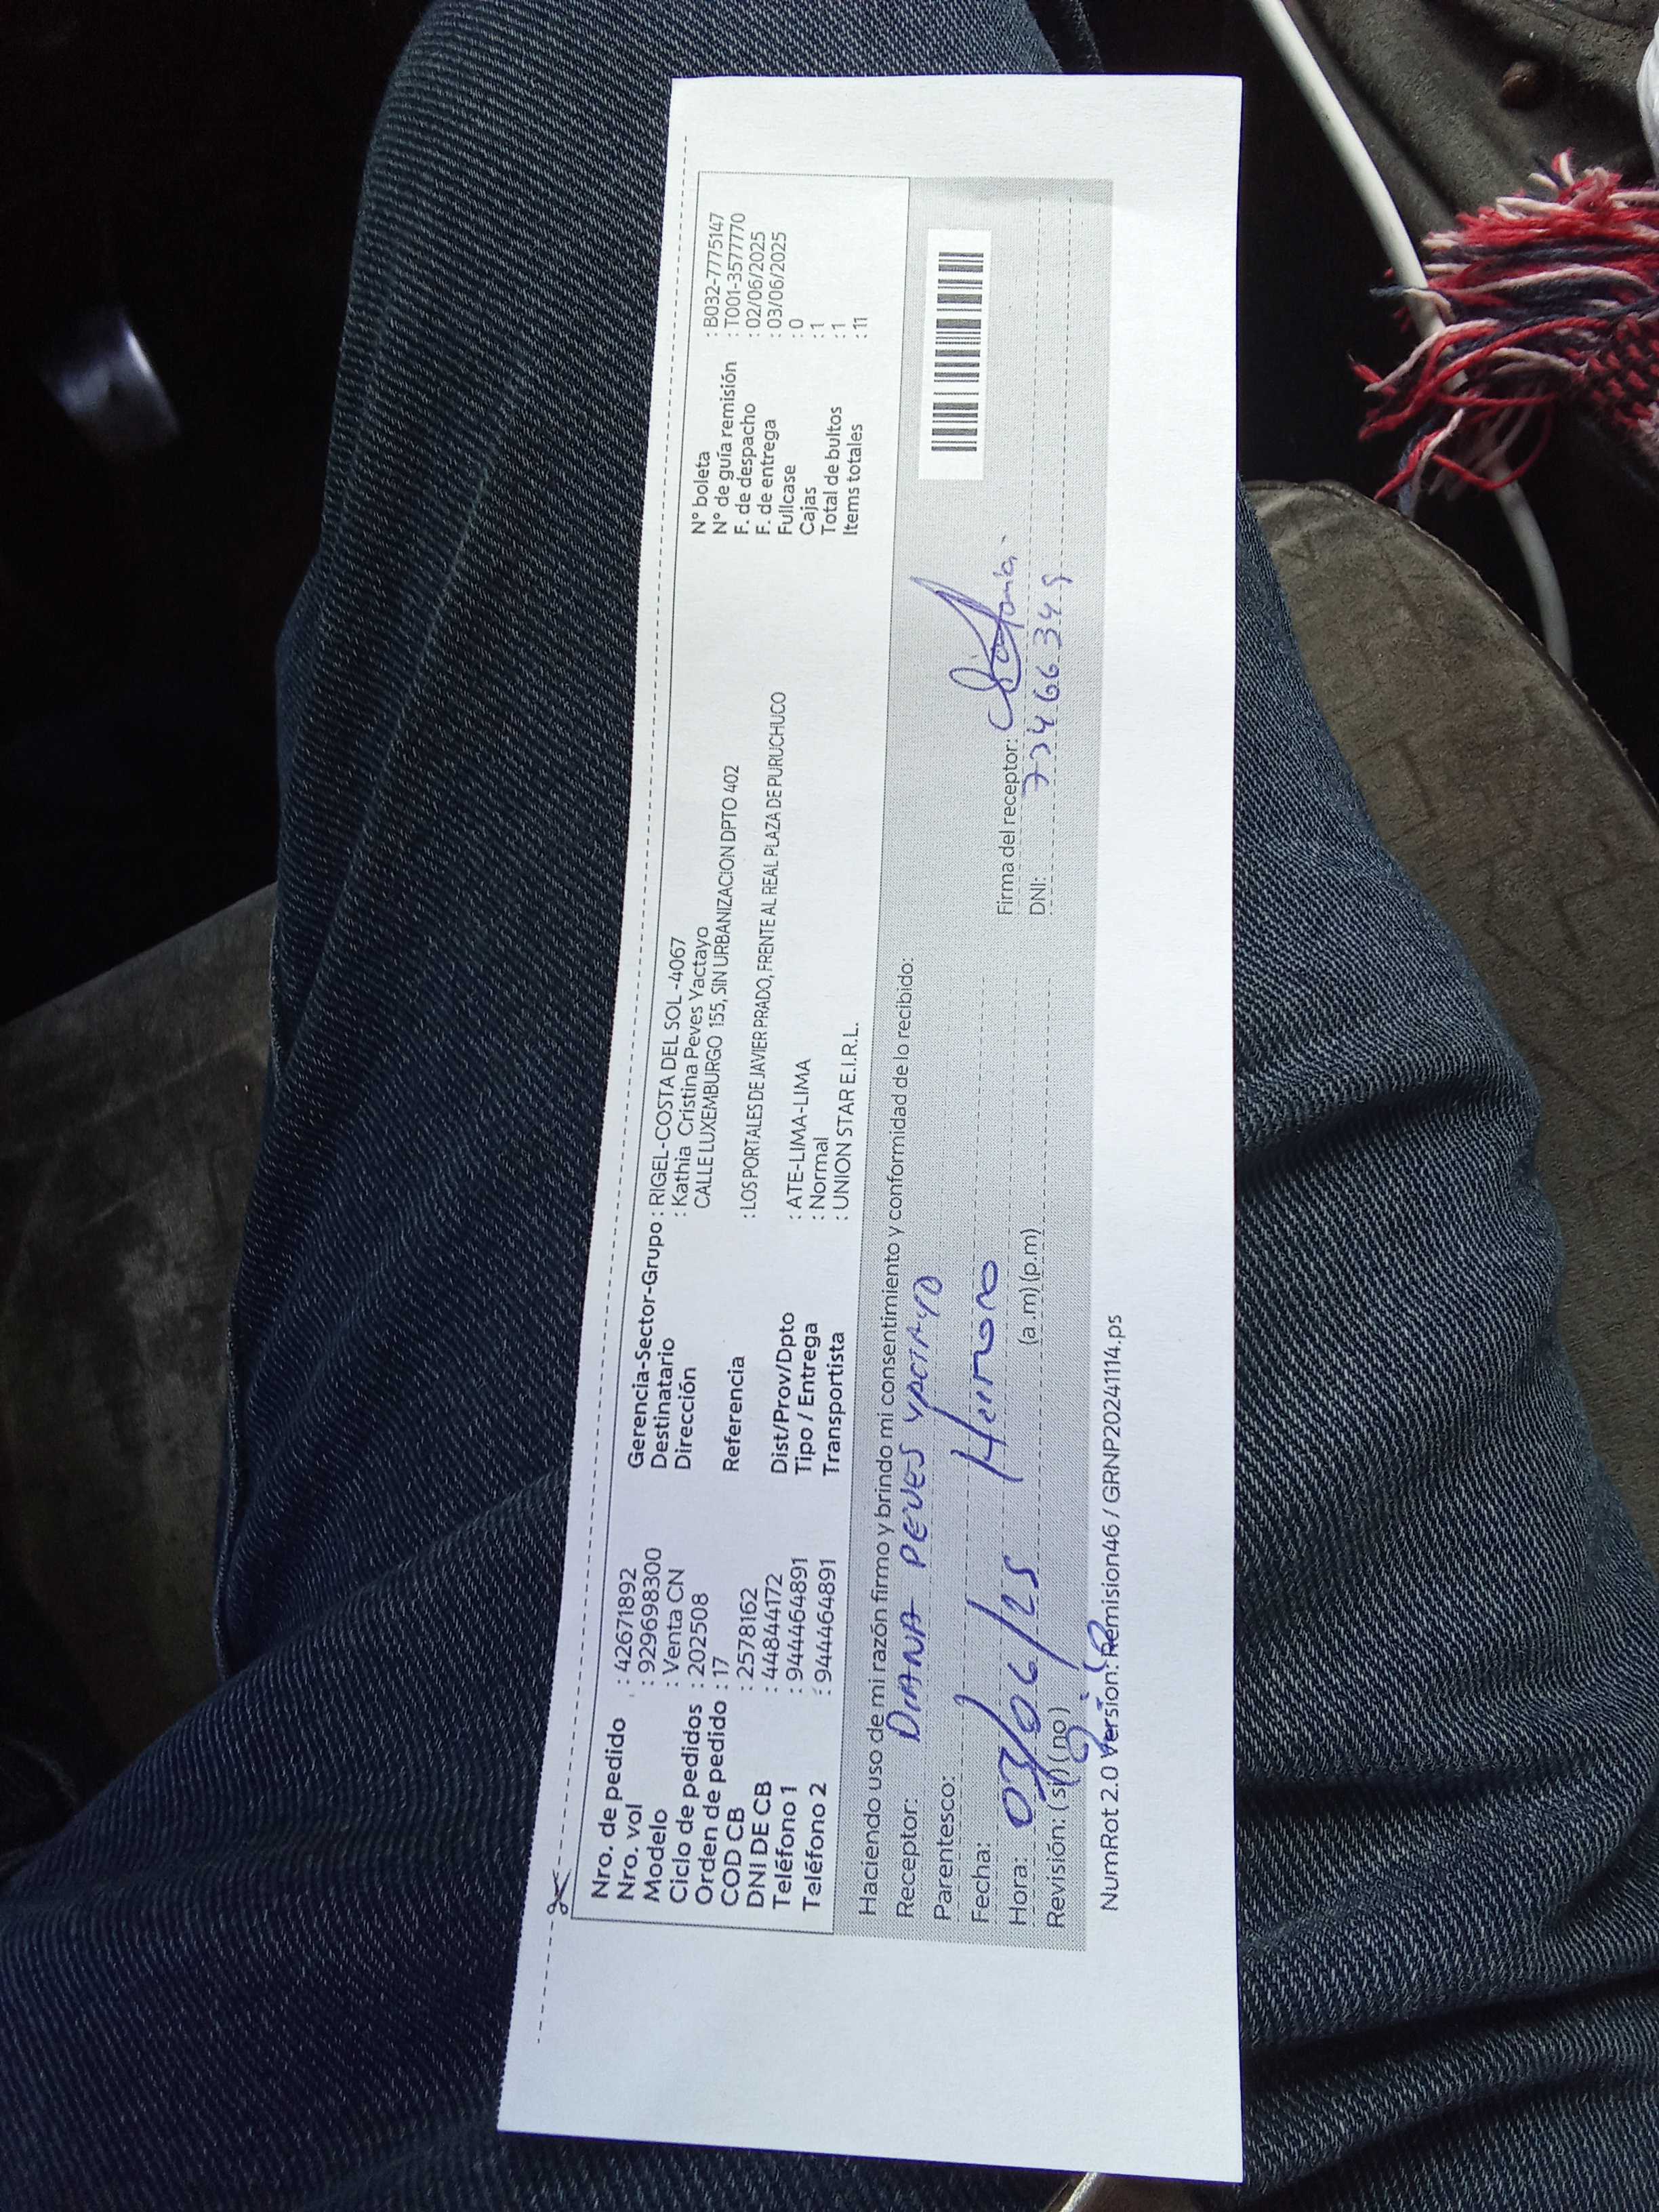 Nro. de pedido : 42671892
Nro. vol : 929698300
Modelo : Venta CN
Ciclo de pedidos : 202508
Orden de pedido : 17
COD CB : 2578162
DNI DE CB : 44844172
Teléfono 1 : 944464891
Teléfono 2 : 944464891
Gerencia-Sector-Grupo : RIGEL-COSTA DEL SOL -4067
Destinatario : Kathia Cristina Peves Yactayo
Dirección CALLE LUXEMBURGO 155, SIN URBANIZACION DPTO 402
Referencia : LOS PORTALES DE JAVIER PRADO, FRENTE AL REAL PLAZA DE PURUCHUCO
Dist/Prov/Dpto : ATE-LIMA-LIMA
Tipo / Entrega : Normal
Transportista : UNION STAR E.I.R.L.
N° boleta : B032-7775147
N° de guía remisión : T001-3577770
F. de despacho : 02/06/2025
F. de entrega : 03/06/2025
Fullcase : 0
Cajas : 1
Total de bultos : 1
Items totales : 11
Haciendo uso de mi razón firmo y brindo mi consentimiento y conformidad de lo recibido:
Receptor: DIANA PEVES YACTAYO
Parentesco: Hermano
Fecha: 03/06/25
Hora: (a.m) (p.m)
Revisión: (si) (no)
Firma del receptor:
DNI:
NumRot 2.0 Versión: Remision46 / GRNP20241114.ps